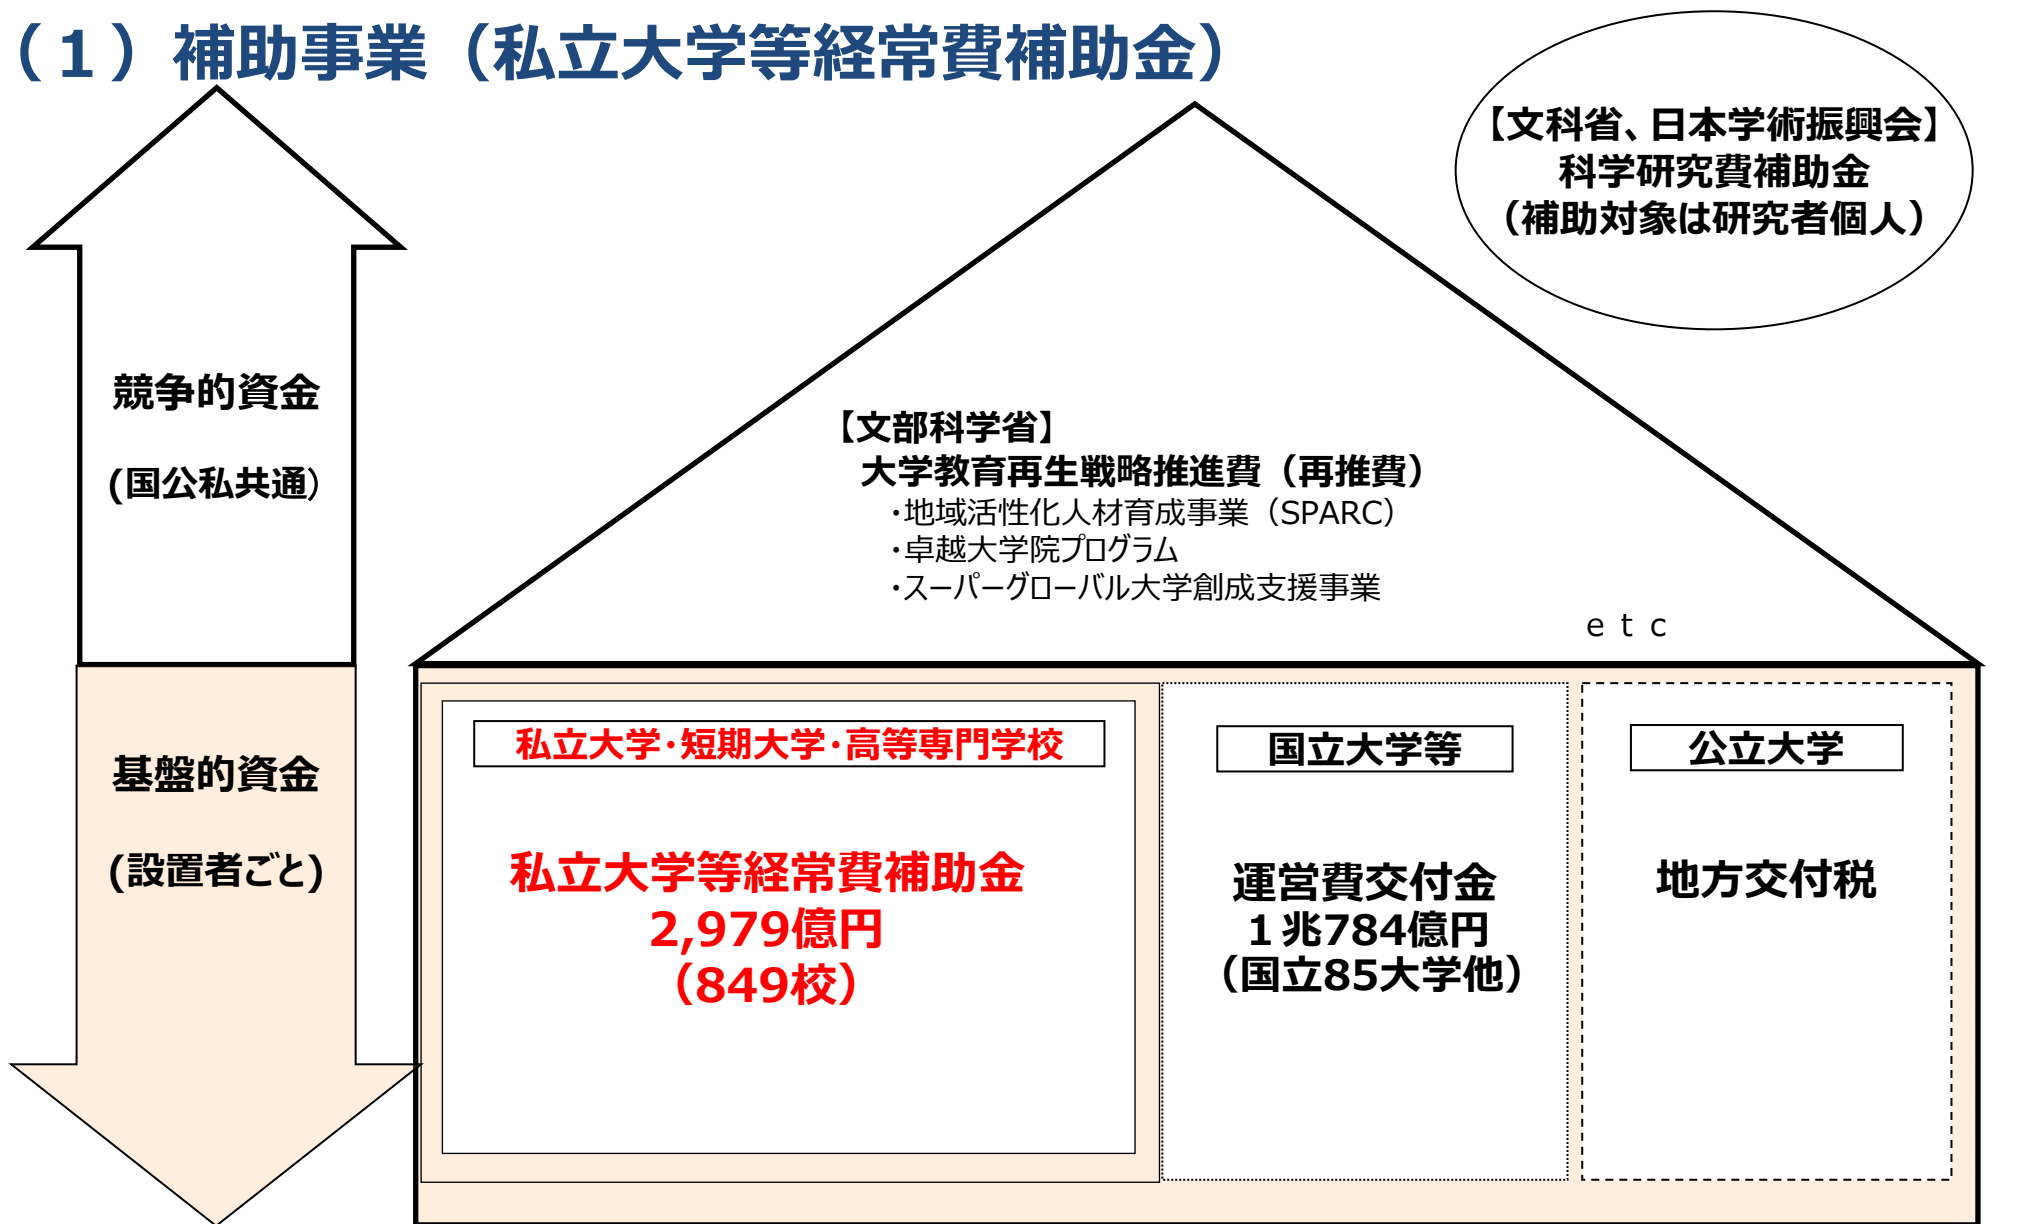 （１）補助事業（私立大学等経常費補助金）
【文科省、日本学術振興会】
科学研究費補助金
（補助対象は研究者個人）
競争的資金
(国公私共通）
【文部科学省】
大学教育再生戦略推進費（再推費）
・地域活性化人材育成事業（SPARC）
・卓越大学院プログラム
・スーパーグローバル大学創成支援事業
ｅｔｃ
基盤的資金
(設置者ごと)
私立大学・短期大学・高等専門学校
私立大学等経常費補助金
2,979億円
（849校）
国立大学等
運営費交付金
１兆784億円
（国立85大学他）
公立大学
地方交付税